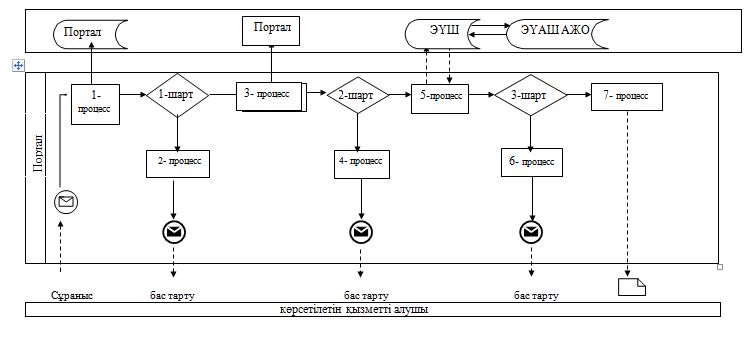 Портал
Портал
ЭҮШ
ЭҮАШ АЖО
1-
процесс
1-шарт
3- процесс
2-шарт
5-процесс
3-шарт
7- процесс
Портал
2- процесс
4- процесс
6- процесс
Сұраныс
бас тарту
бас тарту
бас тарту
көрсетілетін қызметті алушы